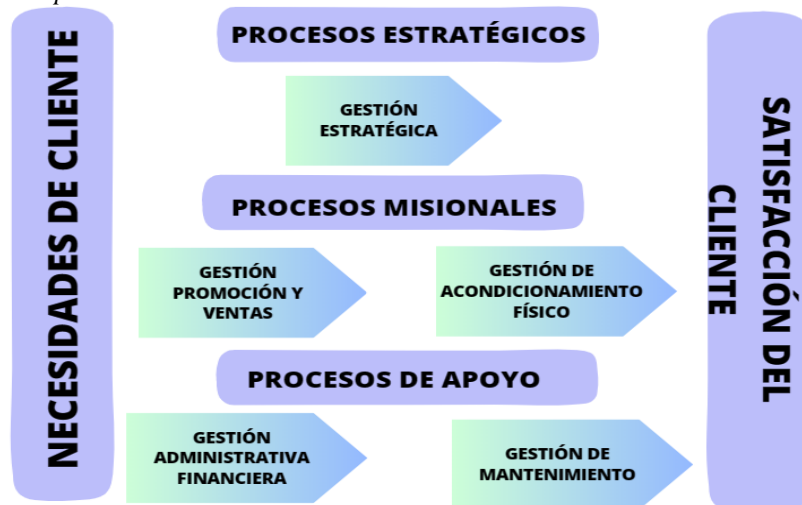 NECESIDADES DE CLIENTE
PROCESOS ESTRATÉGICOS
GESTIÓN
ESTRATÉGICA
PROCESOS MISIONALES
GESTIÓN
PROMOCIÓN Y
VENTAS
GESTIÓN DE
ACONDICIONAMIENTO
FÍSICO
PROCESOS DE APOYO
GESTIÓN
ADMINISTRATIVA
FINANCIERA
GESTIÓN DE
MANTENIMIENTO
SATISFACCIÓN DEL
CLIENTE